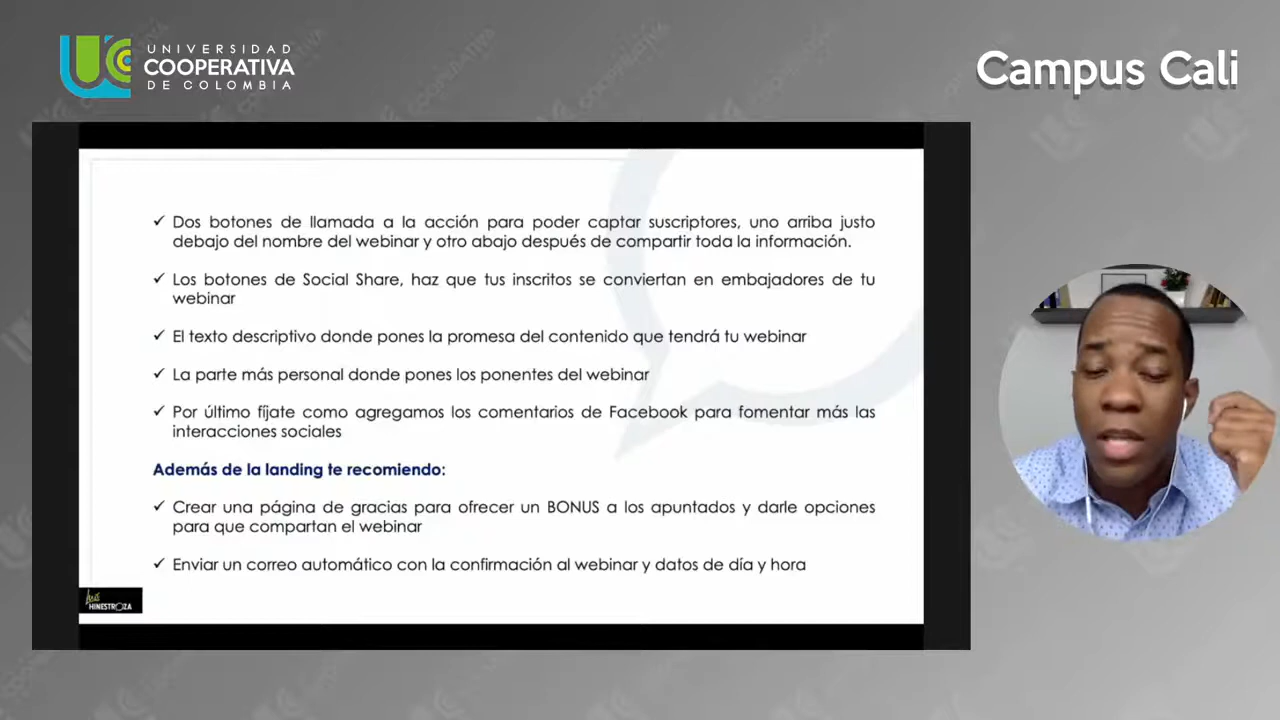 UNIVERSIDAD
COOPERATIVA
DE COLOMBIA
Campus Cali
✓ Dos botones de llamada a la acción para poder captar suscriptores, uno arriba justo
debajo del nombre del webinar y otro abajo después de compartir toda la información.
✓ Los botones de Social Share, haz que tus inscritos se conviertan en embajadores de tu
webinar
✓ El texto descriptivo donde pones la promesa del contenido que tendrá tu webinar
✓ La parte más personal donde pones los ponentes del webinar
✓ Por último fíjate como agregamos los comentarios de Facebook para fomentar más las
interacciones sociales
Además de la landing te recomiendo:
✓ Crear una página de gracias para ofrecer un BONUS a los apuntados y darle opciones
para que compartan el webinar
✓ Enviar un correo automático con la confirmación al webinar y datos de día y hora
HINESTROZA